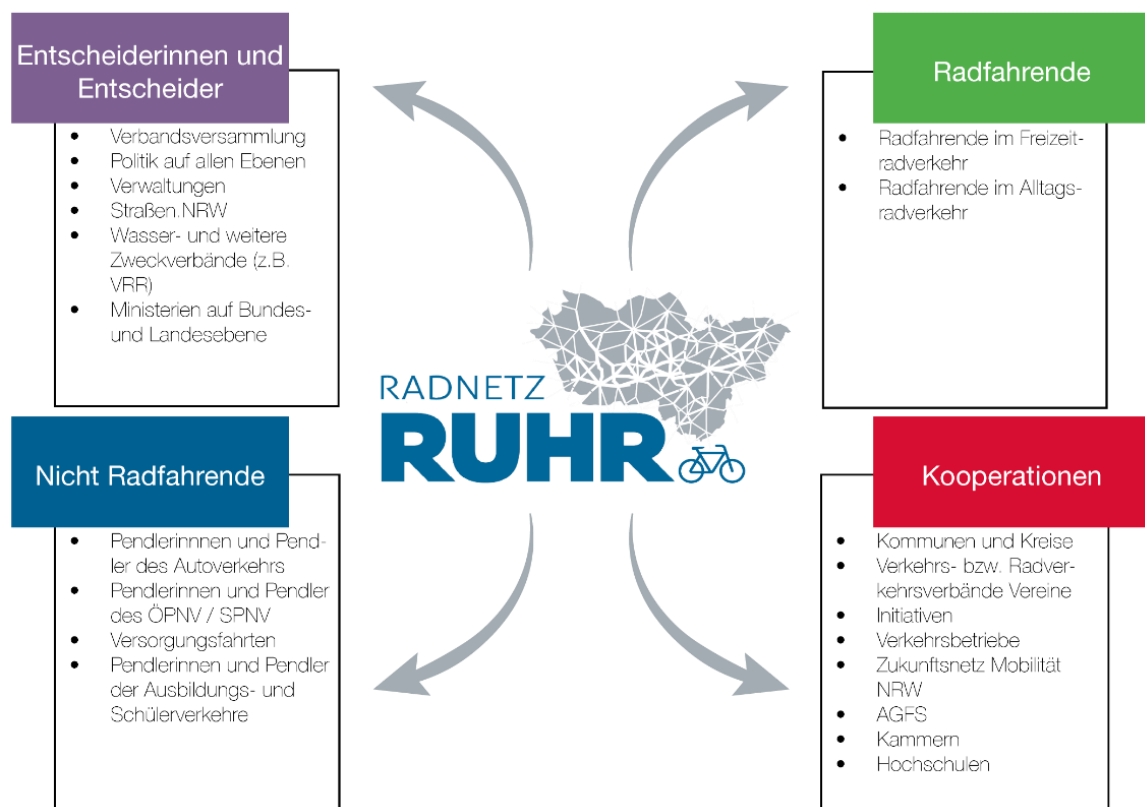 Entscheiderinnen und
Entscheider
• Verbandsversammlung
• Politik auf allen Ebenen
• Verwaltungen
• Straßen.NRW
• Wasser- und weitere
Zweckverbände (z.B.
VRR)
• Ministerien auf Bundes-
und Landesebene
Radfahrende
• Radfahrende im Freizeit-
radverkehr
• Radfahrende im Alltags-
radverkehr
RADNETZ
RUHR
Nicht Radfahrende
• Pendlerinnnen und Pend-
ler des Autoverkehrs
• Pendlerinnen und Pendler
des ÖPNV / SPNV
• Versorgungsfahrten
• Pendlerinnen und Pendler
der Ausbildungs- und
Schülerverkehre
Kooperationen
• Kommunen und Kreise
• Verkehrs- bzw. Radver-
kehrsverbände Vereine
• Initiativen
• Verkehrsbetriebe
• Zukunftsnetz Mobilität
NRW
• AGFS
• Kammern
• Hochschulen